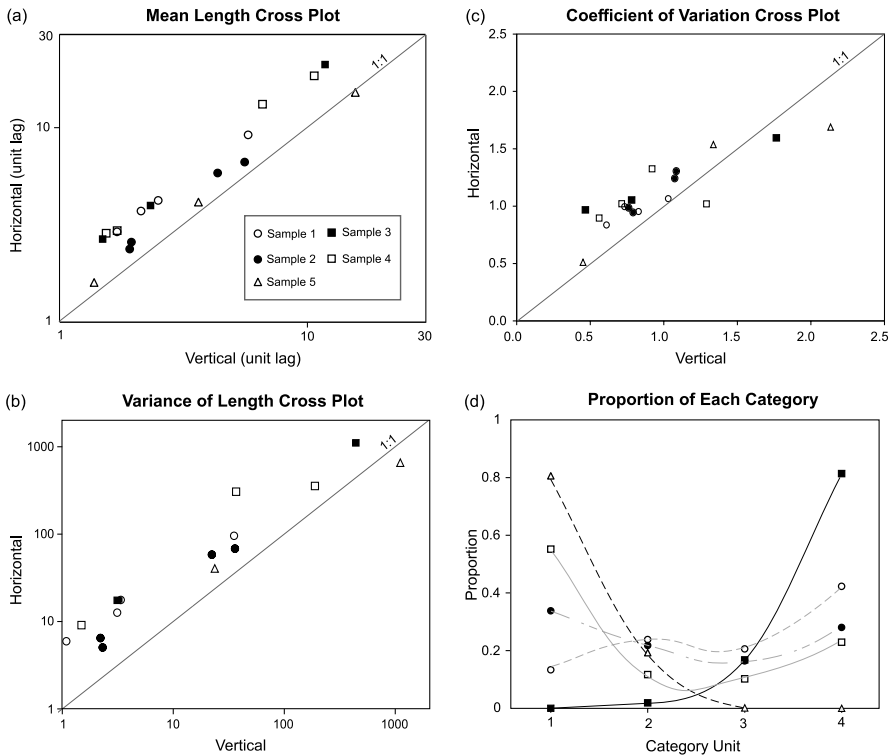 (a) Mean Length Cross Plot
30
10
1
Horizontal (unit lag)
1:1
Sample 1 Sample 3
Sample 2 Sample 4
Sample 5
1 10 30
Vertical (unit lag)
(c) Coefficient of Variation Cross Plot
2.5
2.0
1.5
1.0
0.5
0.0
Horizontal
1:1
0.0 0.5 1.0 1.5 2.0 2.5
Vertical
(b) Variance of Length Cross Plot
1000
100
10
1
Horizontal
1:1
1 10 100 1000
Vertical
(d) Proportion of Each Category
1
0.8
0.6
0.4
0.2
0
Proportion
1 2 3 4
Category Unit